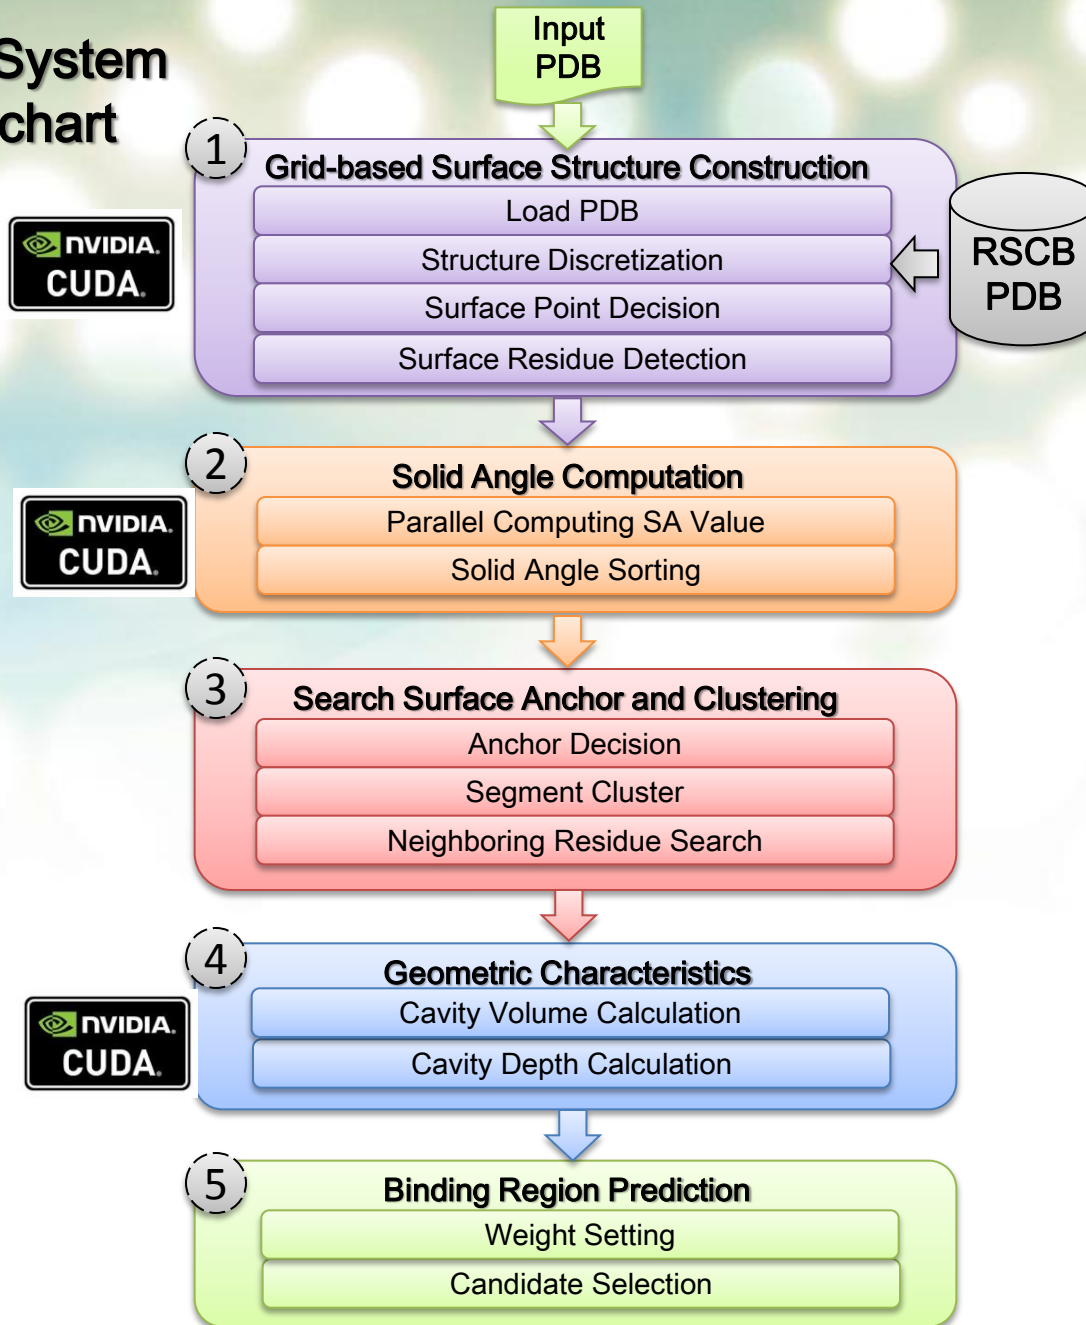 System
chart
Input
PDB
1
Grid-based Surface Structure Construction
Load PDB
Structure Discretization
Surface Point Decision
Surface Residue Detection
NVIDIA.
CUDA.
RSCB
PDB
2
Solid Angle Computation
Parallel Computing SA Value
Solid Angle Sorting
NVIDIA.
CUDA.
3
Search Surface Anchor and Clustering
Anchor Decision
Segment Cluster
Neighboring Residue Search
4
Geometric Characteristics
Cavity Volume Calculation
Cavity Depth Calculation
NVIDIA.
CUDA.
5
Binding Region Prediction
Weight Setting
Candidate Selection